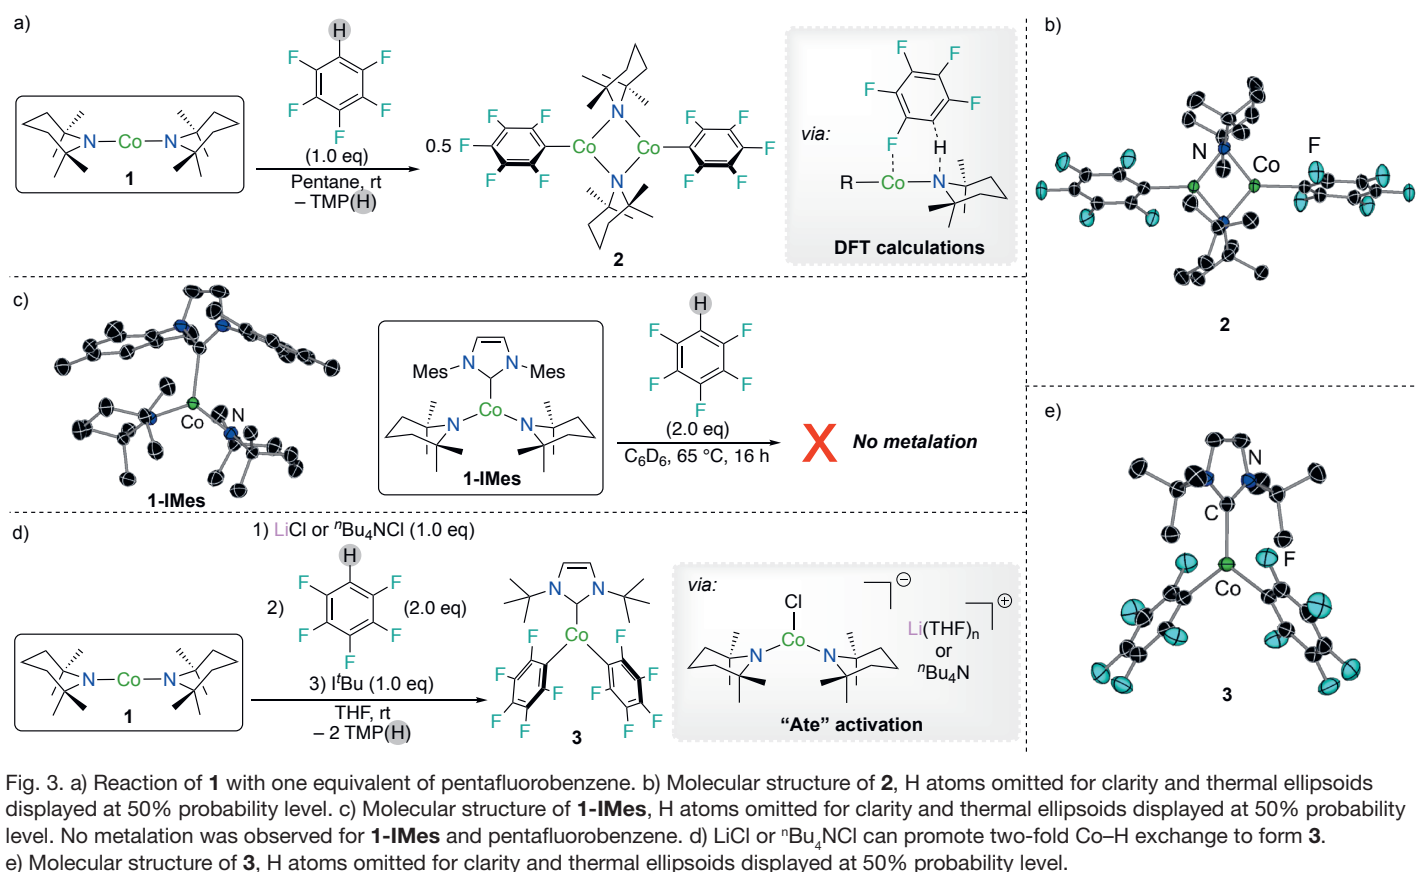 a)
H
F
F
F
F
F
N
Co
N
1
(1.0 eq)
Pentane, rt
– TMP(H)
0.5
F
F
F
F
F
Co
N
N
Co
F
F
F
F
F
2
via:
F
F
F
F
F
H
R
Co
N
DFT calculations
b)
N
Co
F
2
c)
Co
N
1-IMes
Mes
N
N
Mes
Co
N
N
1-IMes
H
F
F
F
F
F
(2.0 eq)
C6D6, 65 °C, 16 h
X
No metalation
d)
1) LiCl or ⁿBu4NCl (1.0 eq)
2)
H
F
F
F
F
F
(2.0 eq)
3) IᵗBu (1.0 eq)
THF, rt
– 2 TMP(H)
N
Co
N
1
N
N
Co
F
F
F
F
F
F
F
F
F
F
3
via:
Cl
Co
N
N
⊖
⊕
Li(THF)n
or
ⁿBu4N
“Ate” activation
e)
N
C
F
Co
3
Fig. 3. a) Reaction of 1 with one equivalent of pentafluorobenzene. b) Molecular structure of 2, H atoms omitted for clarity and thermal ellipsoids
displayed at 50% probability level. c) Molecular structure of 1-IMes, H atoms omitted for clarity and thermal ellipsoids displayed at 50% probability
level. No metalation was observed for 1-IMes and pentafluorobenzene. d) LiCl or ⁿBu4NCl can promote two-fold Co–H exchange to form 3.
e) Molecular structure of 3, H atoms omitted for clarity and thermal ellipsoids displayed at 50% probability level.